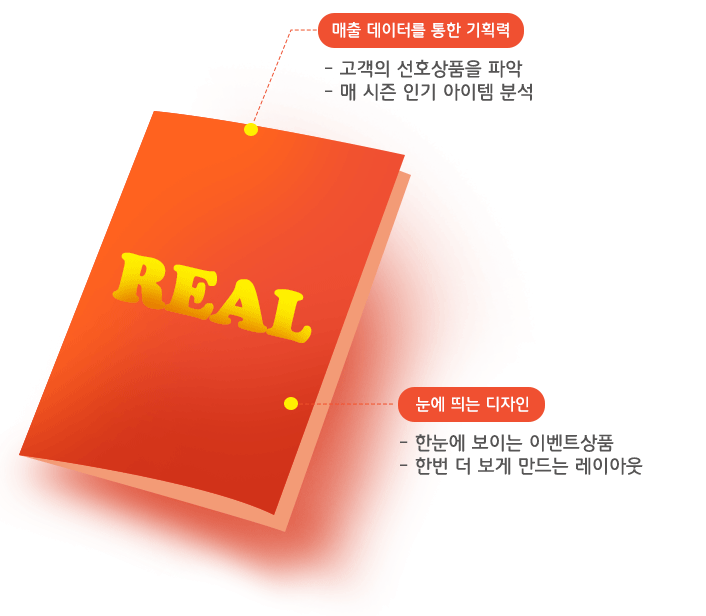 매출 데이터를 통한 기획력
- 고객의 선호상품을 파악
- 매 시즌 인기 아이템 분석
REAL
눈에 띄는 디자인
- 한눈에 보이는 이벤트상품
- 한번 더 보게 만드는 레이아웃